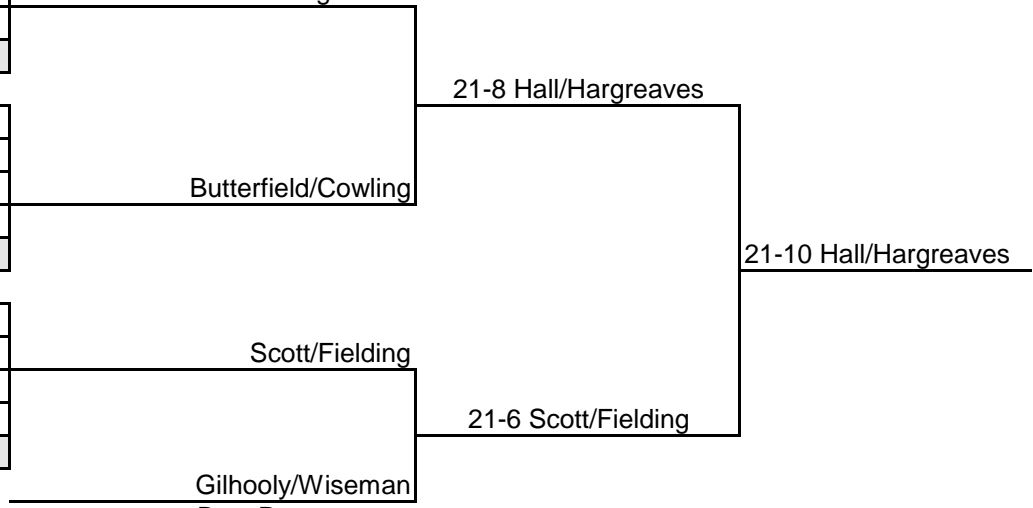 21-8 Hall/Hargreaves
Butterfield/Cowling
21-10 Hall/Hargreaves
Scott/Fielding
21-6 Scott/Fielding
Gilhooly/Wiseman